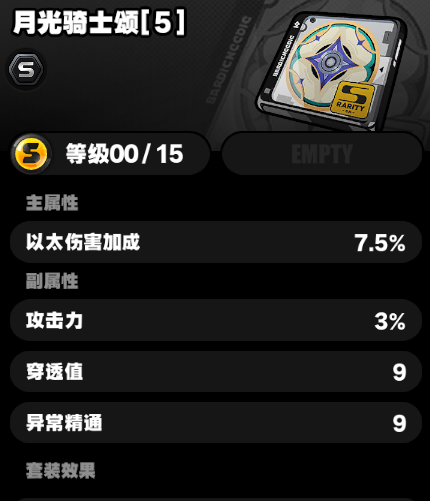 月光骑士颂[5]
S
S
RARITY
S 等级00/15
EMPTY
主属性
以太伤害加成 7.5%
副属性
攻击力 3%
穿透值 9
异常精通 9
套装效果